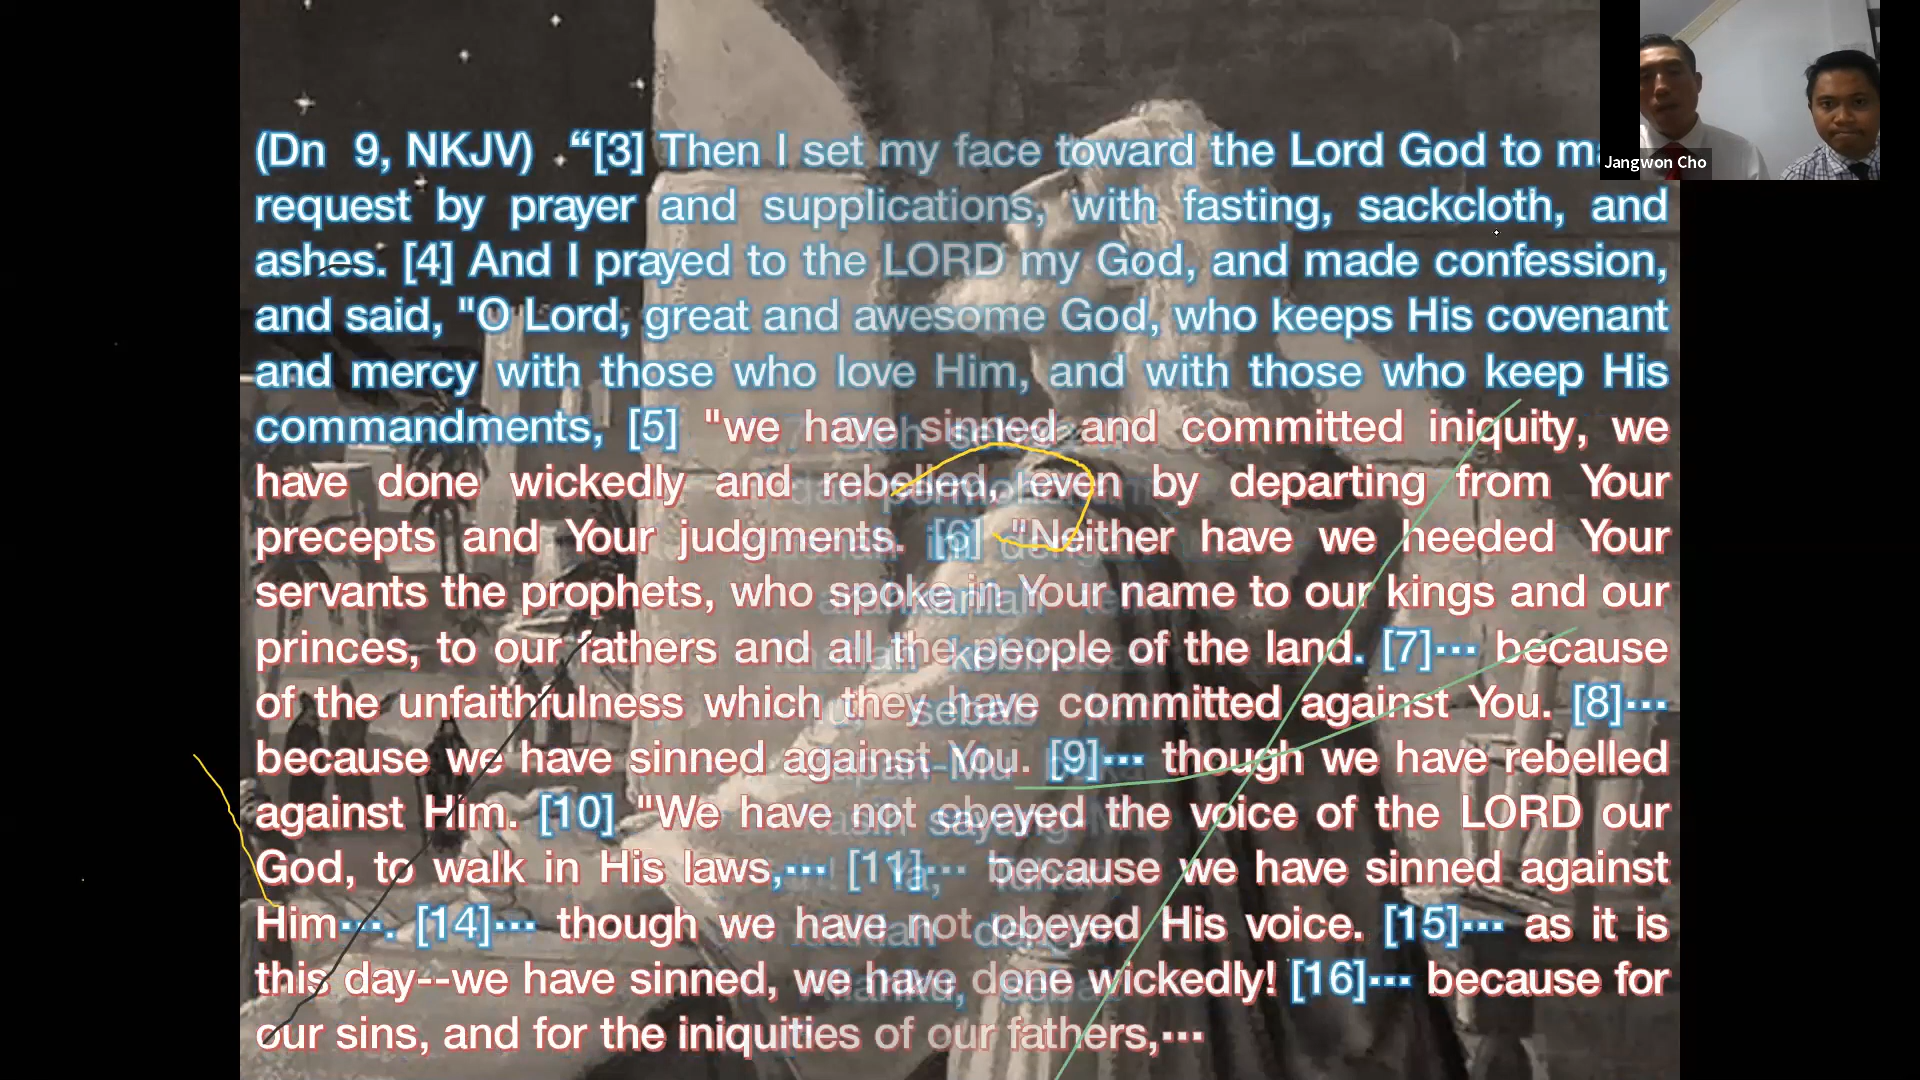 (Dn 9, NKJV) “[3] Then I set my face toward the Lord God to m
request by prayer and supplications, with fasting, sackcloth, and
ashes. [4] And I prayed to the LORD my God, and made confession,
and said, "O Lord, great and awesome God, who keeps His covenant
and mercy with those who love Him, and with those who keep His
commandments, [5] "we have sinned and committed iniquity, we
have done wickedly and rebelled, even by departing from Your
precepts and Your judgments. [6] "Neither have we heeded Your
servants the prophets, who spoke in Your name to our kings and our
princes, to our fathers and all the people of the land. [7]··· because
of the unfaithfulness which they have committed against You. [8]···
because we have sinned against You. [9]··· though we have rebelled
against Him. [10] "We have not obeyed the voice of the LORD our
God, to walk in His laws,··· [11]··· because we have sinned against
Him···. [14]··· though we have not obeyed His voice. [15]··· as it is
this day--we have sinned, we have done wickedly! [16]··· because for
our sins, and for the iniquities of our fathers,···
Jangwon Cho